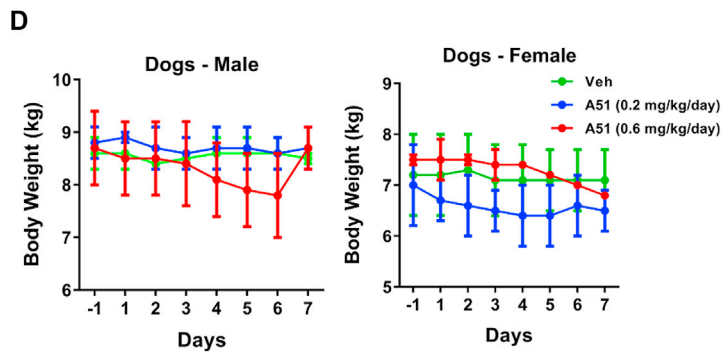 D
Dogs - Male
Body Weight (kg)
10
9
8
7
6
-1 1 2 3 4 5 6 7
Days
Dogs - Female
Veh
A51 (0.2 mg/kg/day)
A51 (0.6 mg/kg/day)
Body Weight (kg)
9
8
7
6
5
-1 1 2 3 4 5 6 7
Days